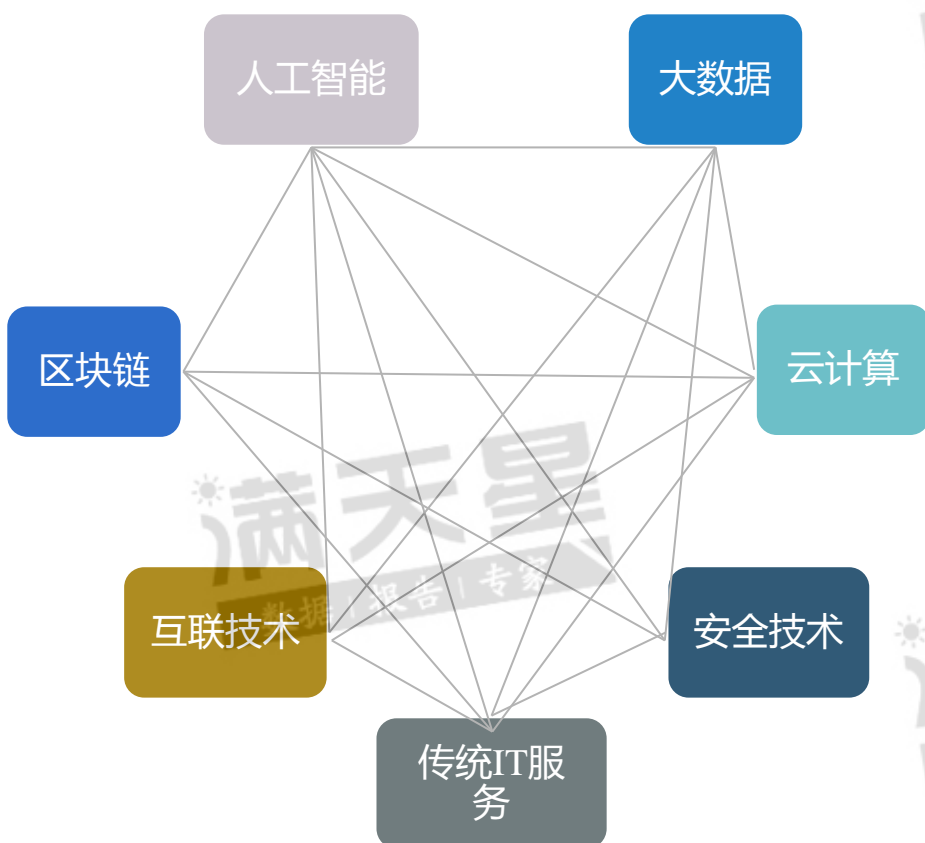 人工智能
大数据
区块链
云计算
满天星
数据|报告|专家
互联技术
安全技术
传统IT服
务